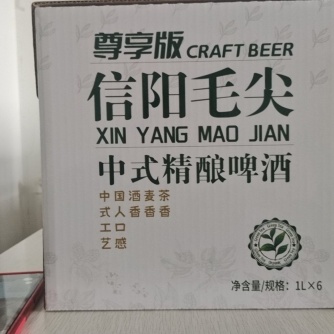 尊享版 CRAFT BEER
信阳毛尖
XIN YANG MAO JIAN
中式精酿啤酒
中国酒麦茶
式人香香香
工口
艺感
净含量/规格：1L×6